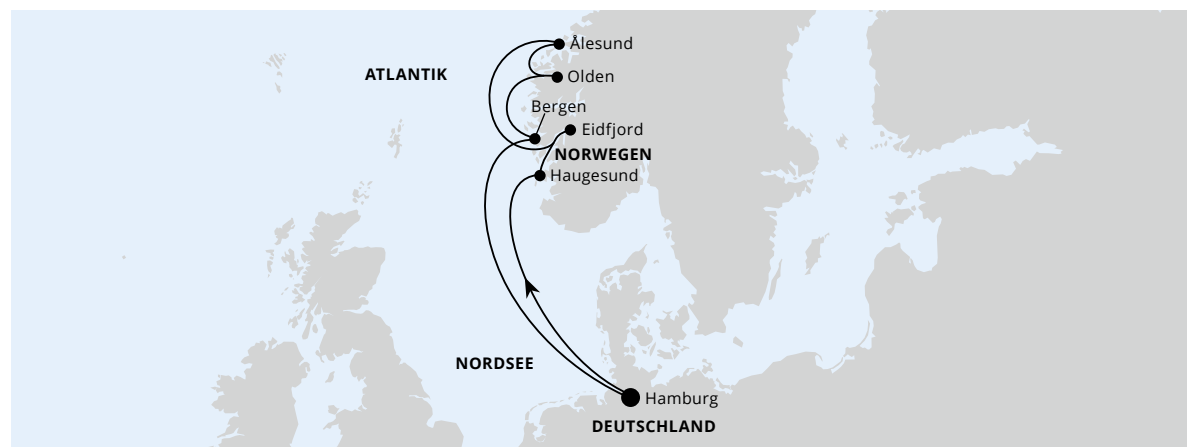 Ålesund
ATLANTIK
Olden
Bergen
Eidfjord
NORWEGEN
Haugesund
NORDSEE
Hamburg
DEUTSCHLAND